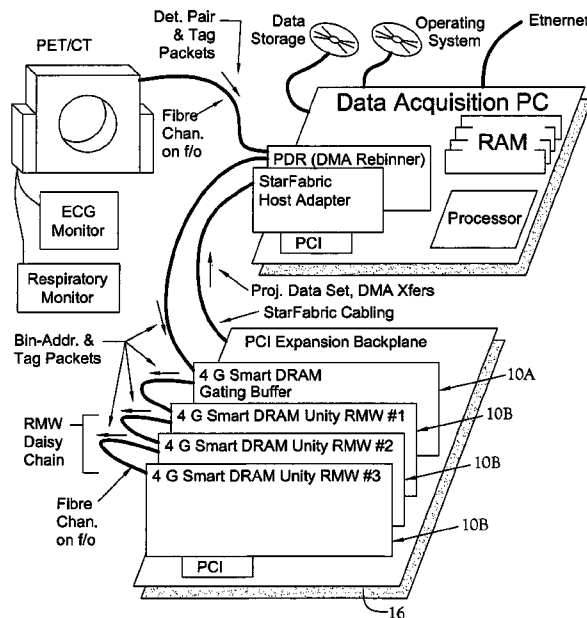 PET/CT
Det. Pair
& Tag
Packets
Data
Storage
Operating
System
Etnernet
Fibre
Chan.
on f/o
Data Acquisition PC
RAM
PDR (DMA Rebinner)
StarFabric
Host Adapter
Processor
PCI
ECG
Monitor
Respiratory
Monitor
Proj. Data Set, DMA Xfers
StarFabric Cabling
Bin-Addr. &
Tag Packets
PCI Expansion Backplane
4 G Smart DRAM
Gating Buffer
10A
4 G Smart DRAM Unity RMW #1
10B
RMW
Daisy
Chain
4 G Smart DRAM Unity RMW #2
10B
4 G Smart DRAM Unity RMW #3
10B
Fibre
Chan.
on f/o
PCI
16